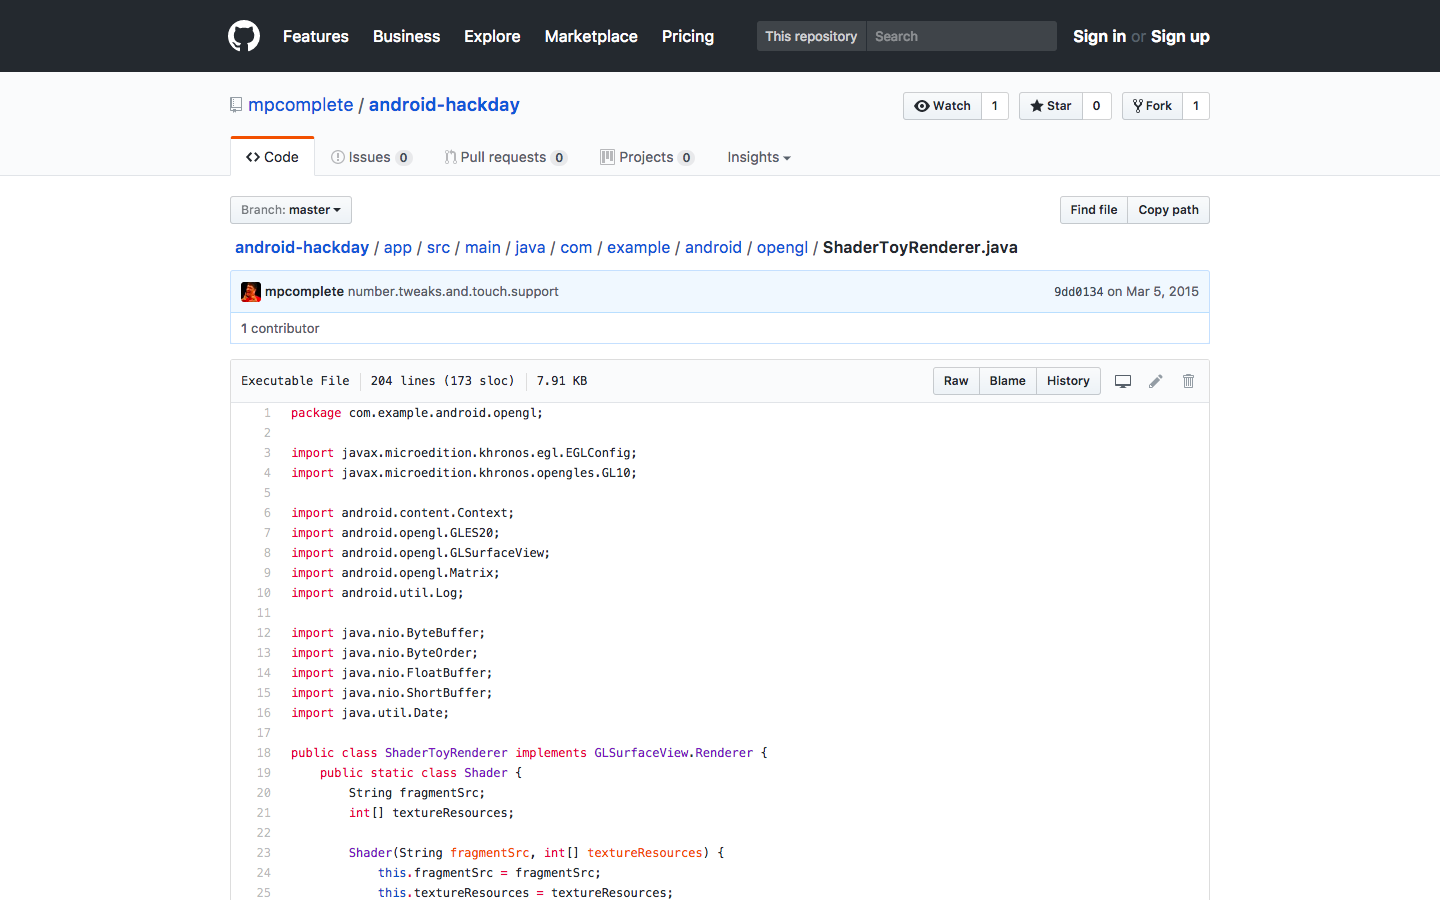 Features Business Explore Marketplace Pricing This repository Search Sign in or Sign up
mpcomplete / android-hackday Watch 1 Star 0 Fork 1
Code Issues 0 Pull requests 0 Projects 0 Insights
Branch: master Find file Copy path
android-hackday / app / src / main / java / com / example / android / opengl / ShaderToyRenderer.java
mpcomplete number.tweaks.and.touch.support 9dd0134 on Mar 5, 2015
1 contributor
Executable File 204 lines (173 sloc) 7.91 KB Raw Blame History
1 package com.example.android.opengl;
2
3 import javax.microedition.khronos.egl.EGLConfig;
4 import javax.microedition.khronos.opengles.GL10;
5
6 import android.content.Context;
7 import android.opengl.GLES20;
8 import android.opengl.GLSurfaceView;
9 import android.opengl.Matrix;
10 import android.util.Log;
11
12 import java.nio.ByteBuffer;
13 import java.nio.ByteOrder;
14 import java.nio.FloatBuffer;
15 import java.nio.ShortBuffer;
16 import java.util.Date;
17
18 public class ShaderToyRenderer implements GLSurfaceView.Renderer {
19 public static class Shader {
20 String fragmentSrc;
21 int[] textureResources;
22
23 Shader(String fragmentSrc, int[] textureResources) {
24 this.fragmentSrc = fragmentSrc;
25 this.textureResources = textureResources;